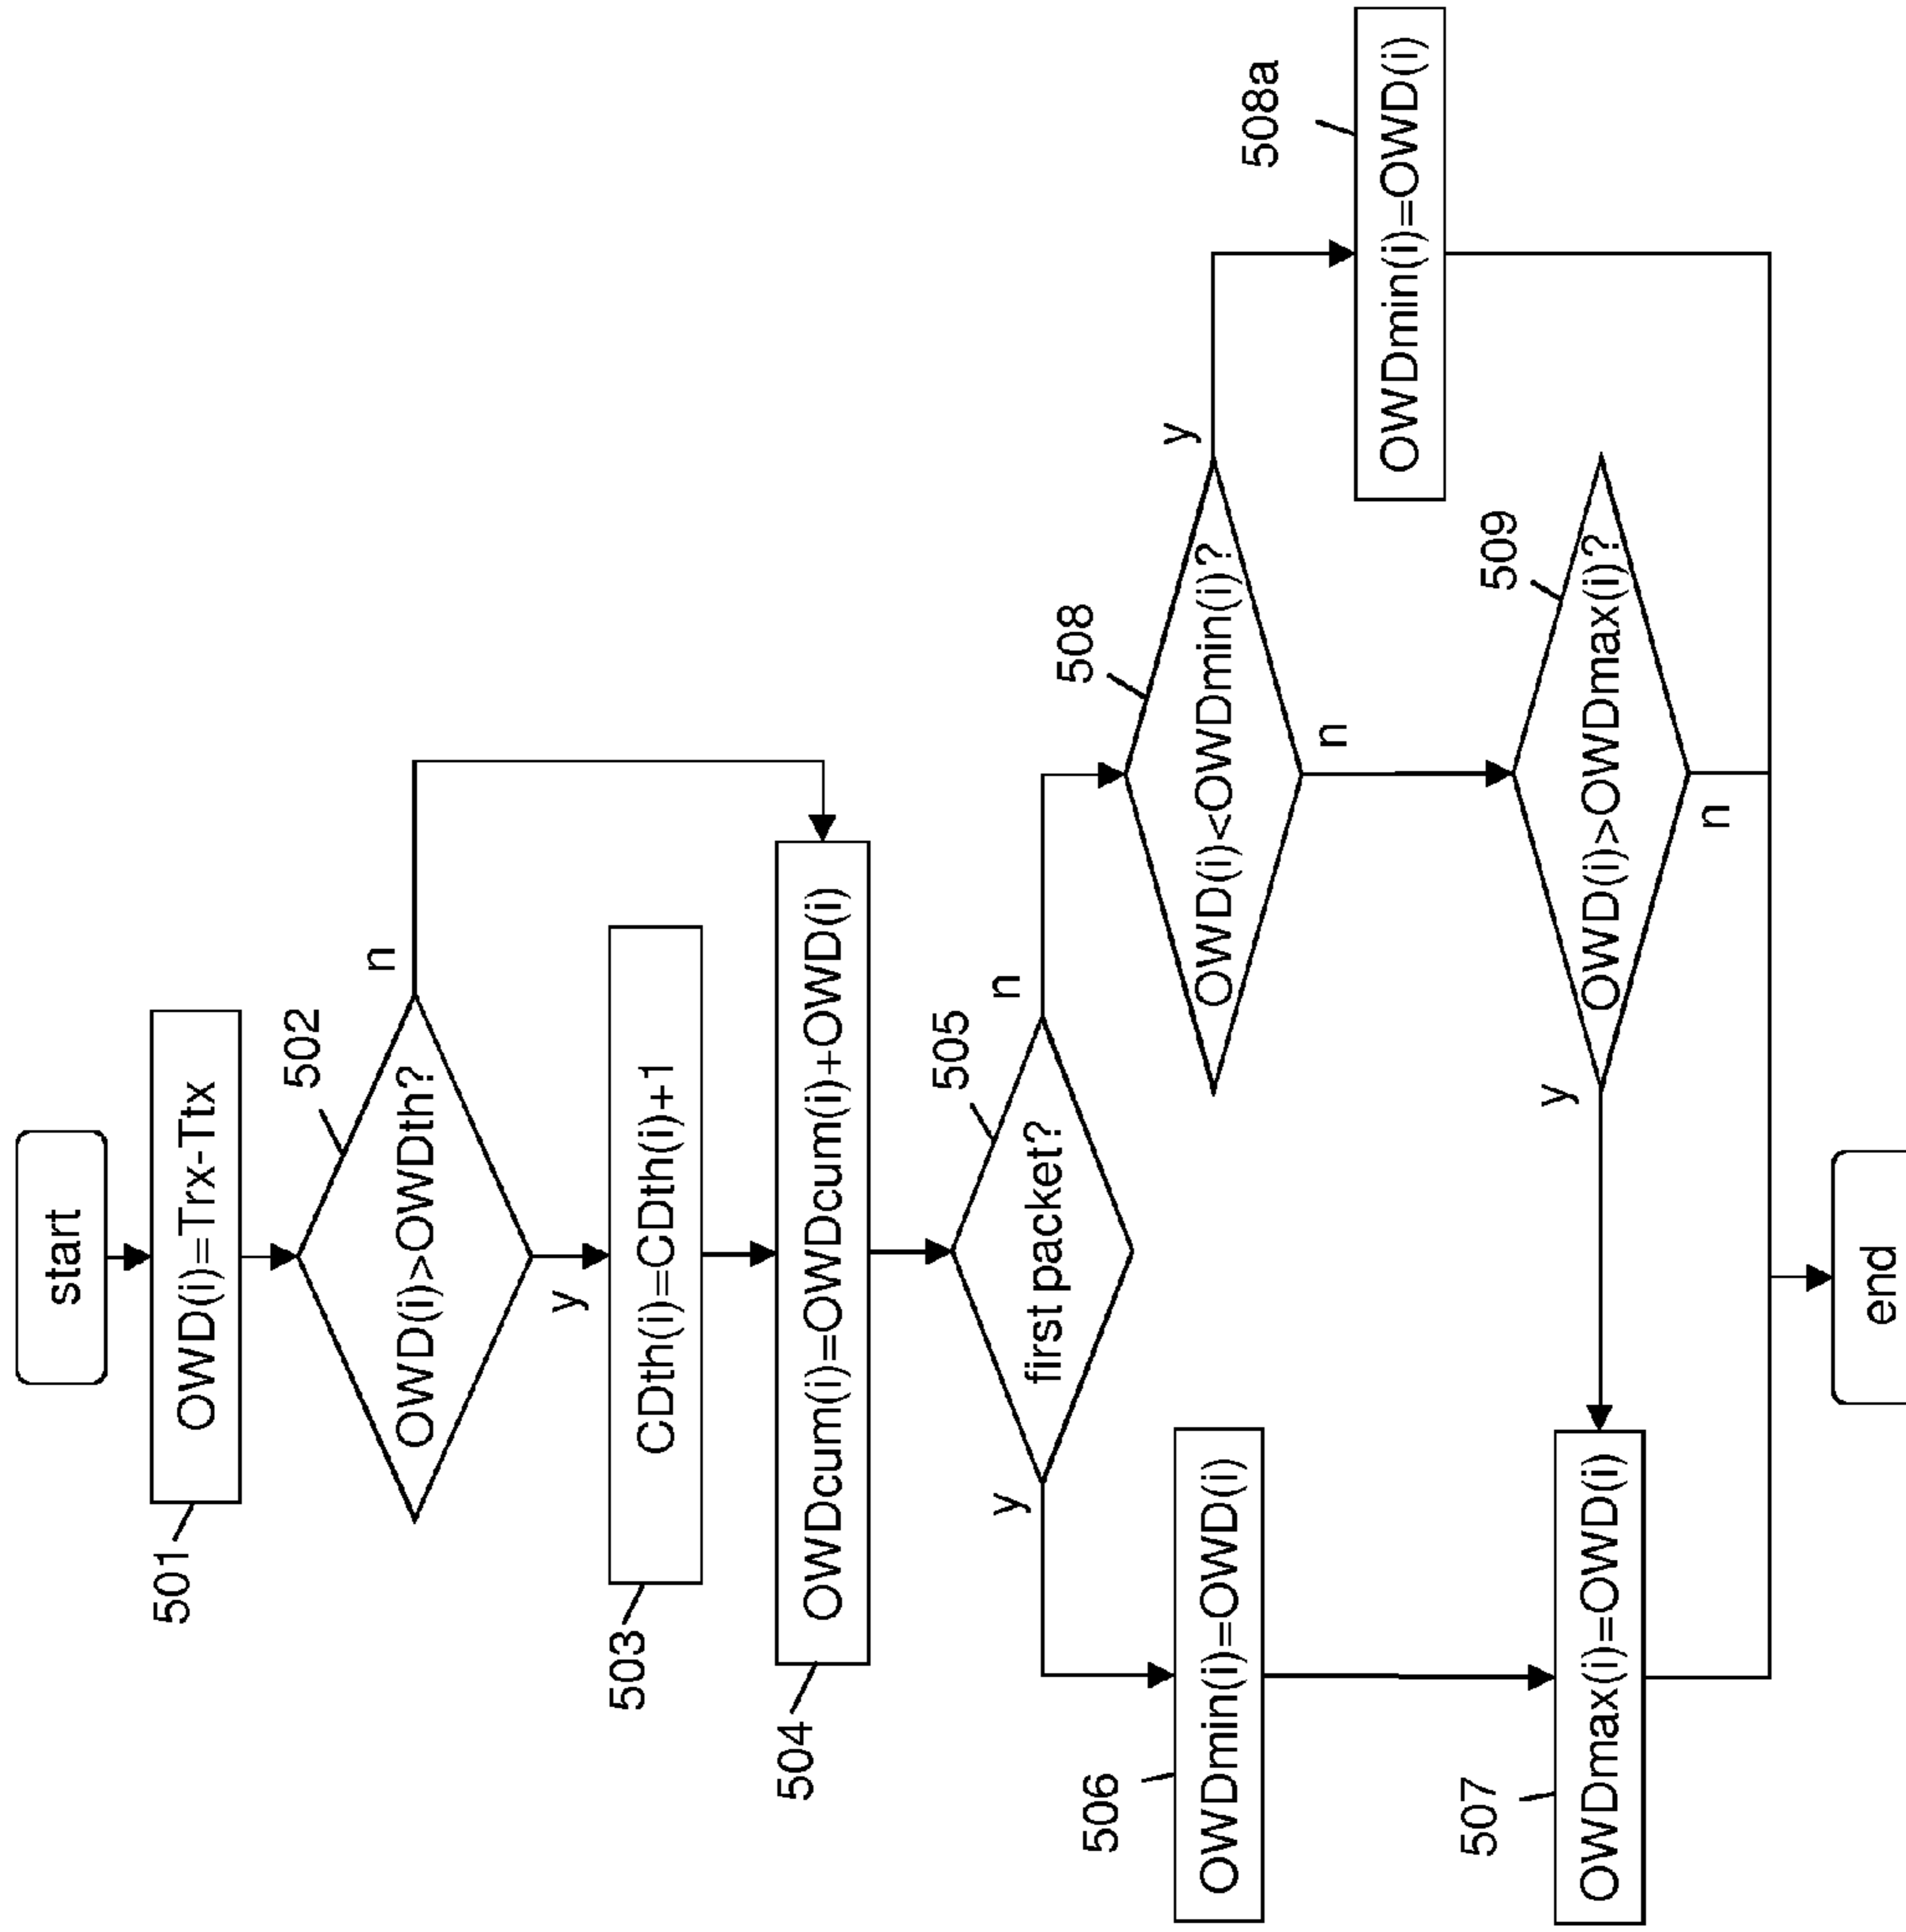 start
501
OWD(i)=Trx-Ttx
502
OWD(i)>OWDth?
n
y
503
CDth(i)=CDth(i)+1
504
OWDcum(i)=OWDcum(i)+OWD(i)
505
first packet?
y
n
506
OWDmin(i)=OWD(i)
508
OWD(i)<OWDmin(i)?
y
n
508a
OWDmin(i)=OWD(i)
507
OWDmax(i)=OWD(i)
509
OWD(i)>OWDmax(i)?
y
n
end